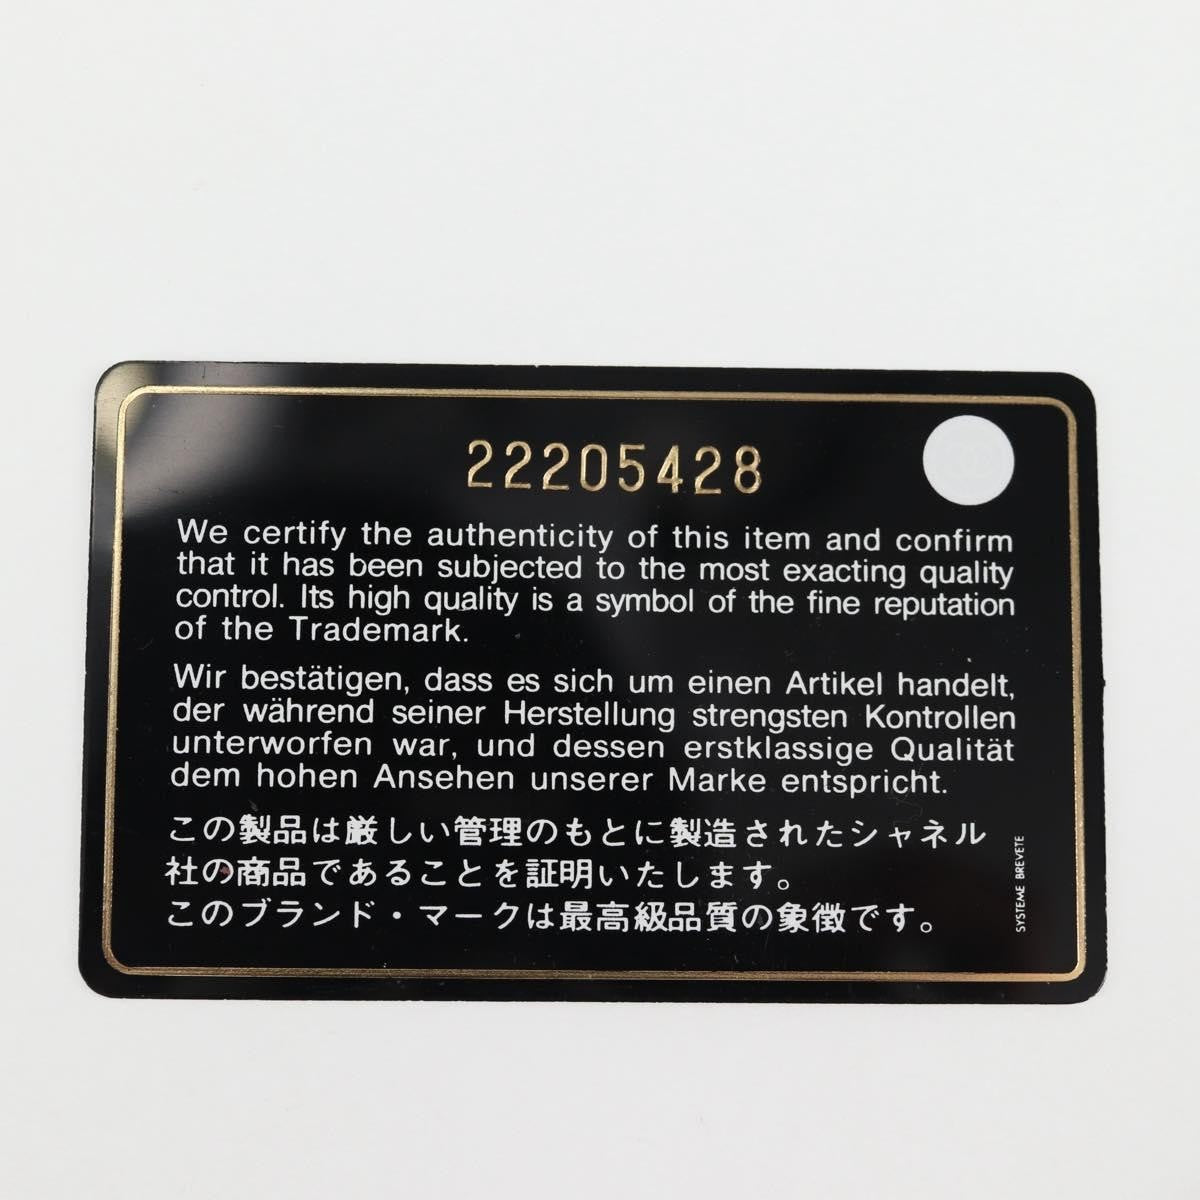 22205428
We certify the authenticity of this item and confirm
that it has been subjected to the most exacting quality
control. Its high quality is a symbol of the fine reputation
of the Trademark.
Wir bestätigen, dass es sich um einen Artikel handelt,
der während seiner Herstellung strengsten Kontrollen
unterworfen war, und dessen erstklassige Qualität
dem hohen Ansehen unserer Marke entspricht.
この製品は厳しい管理のもとに製造されたシャネル
社の商品であることを証明いたします。
このブランド・マークは最高級品質の象徴です。
SYSTEME BREVETE